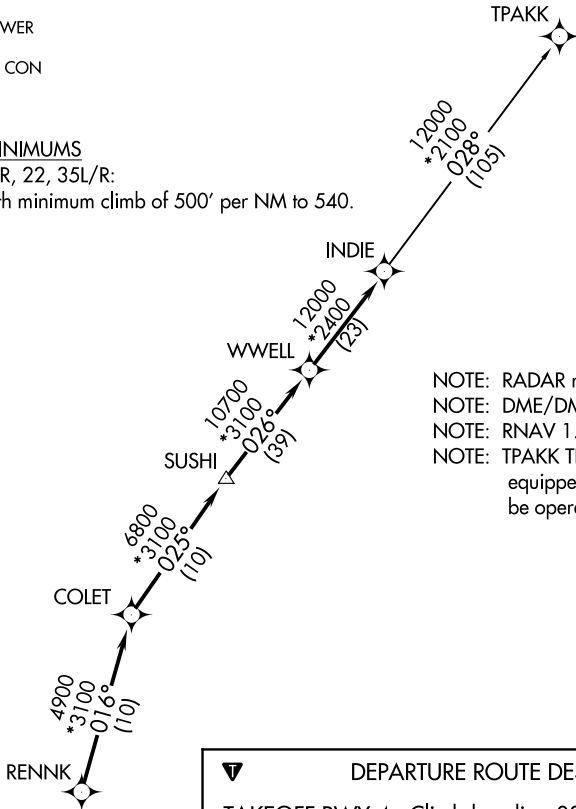 TPAKK
WER
CON
12000
*2100
028°
(105)
NIMUMS
R, 22, 35L/R:
h minimum climb of 500' per NM to 540.
INDIE
12000
*2400
(23)
WWELL
NOTE: RADAR
NOTE: DME/DM
NOTE: RNAV 1
NOTE: TPAKK
equippe
be opera
10700
*3100
026°
(39)
SUSHI
6800
*3100
025°
(10)
COLET
4900
*3100
016°
(10)
RENNK
T
DEPARTURE ROUTE DES